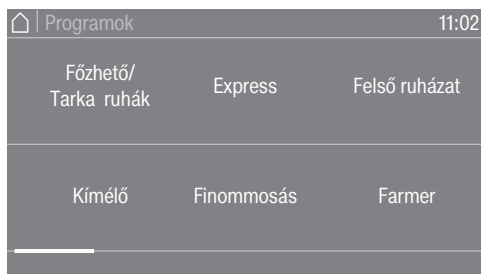 Programok 11:02
Főzhető/
Tarka ruhák
Express
Felső ruházat
Kímélő
Finommosás
Farmer